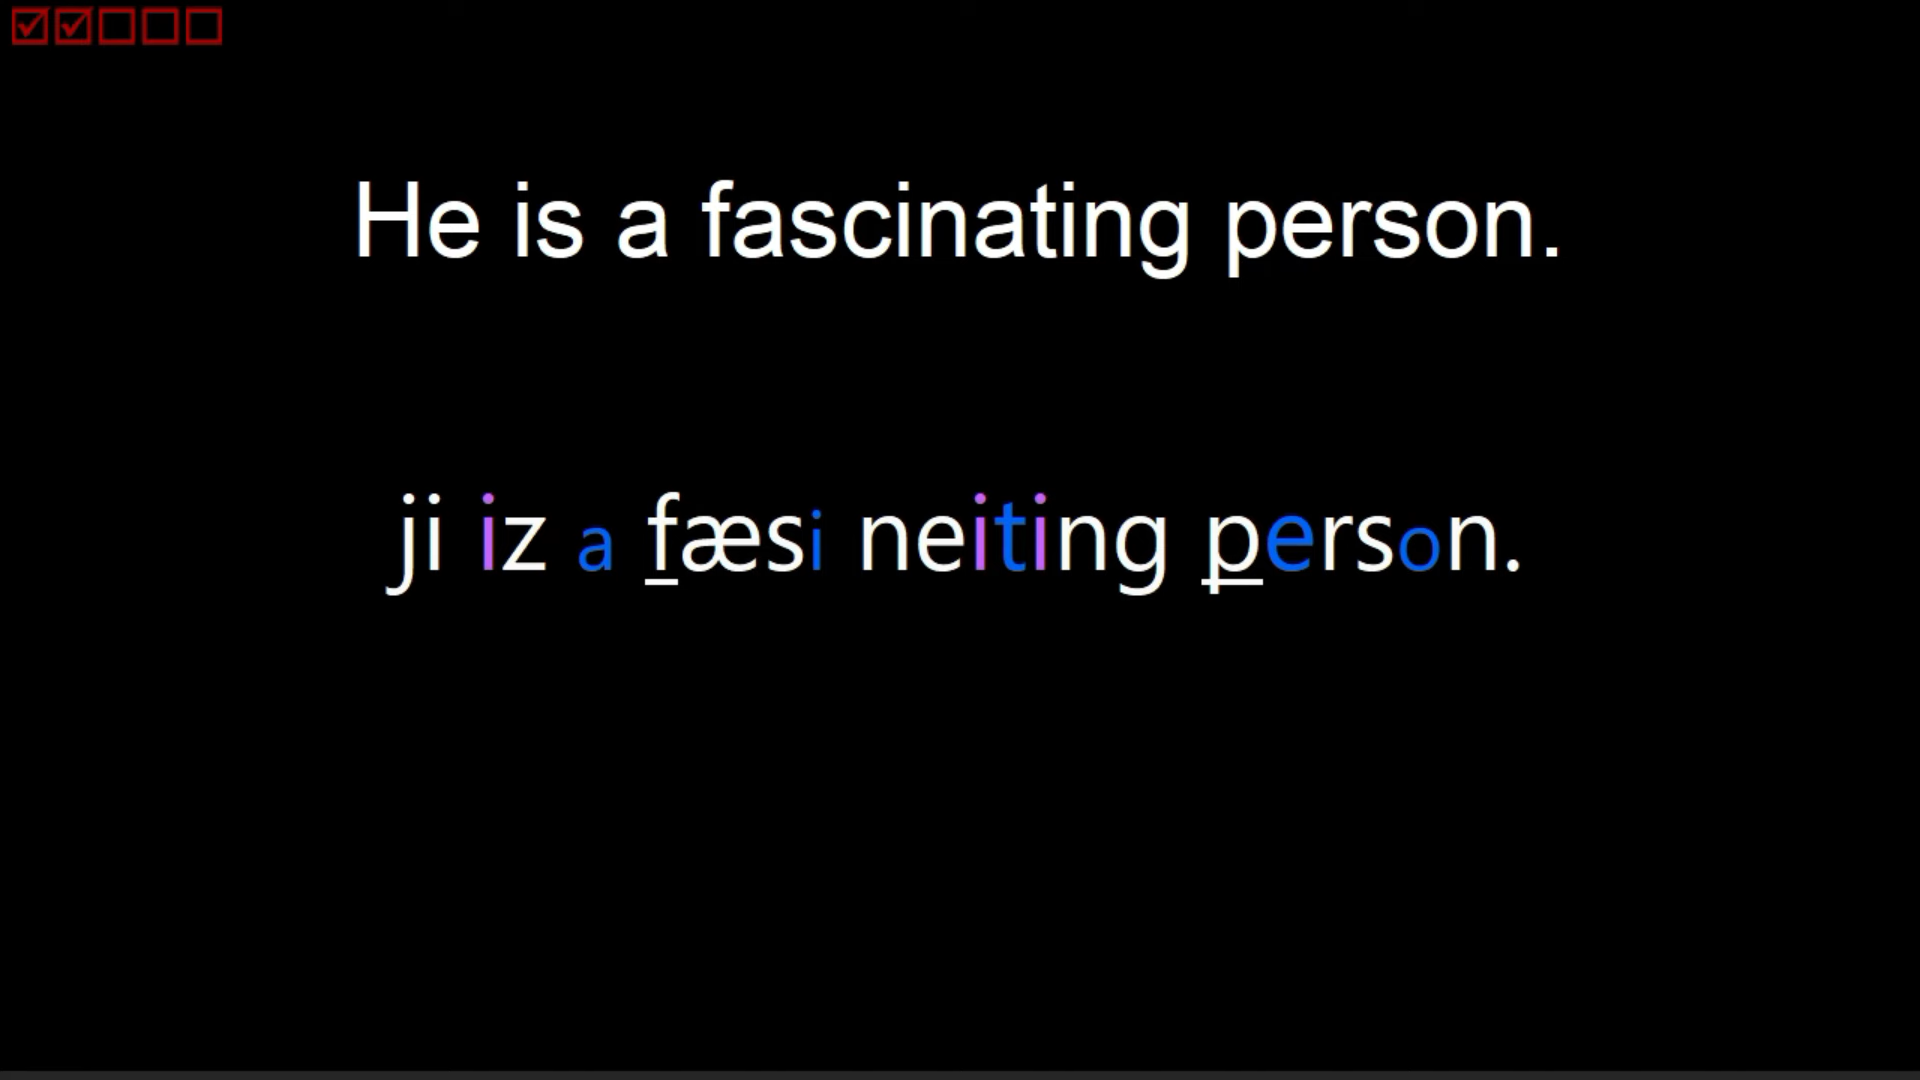 He is a fascinating person.
ji iz a fæsi neiting person.